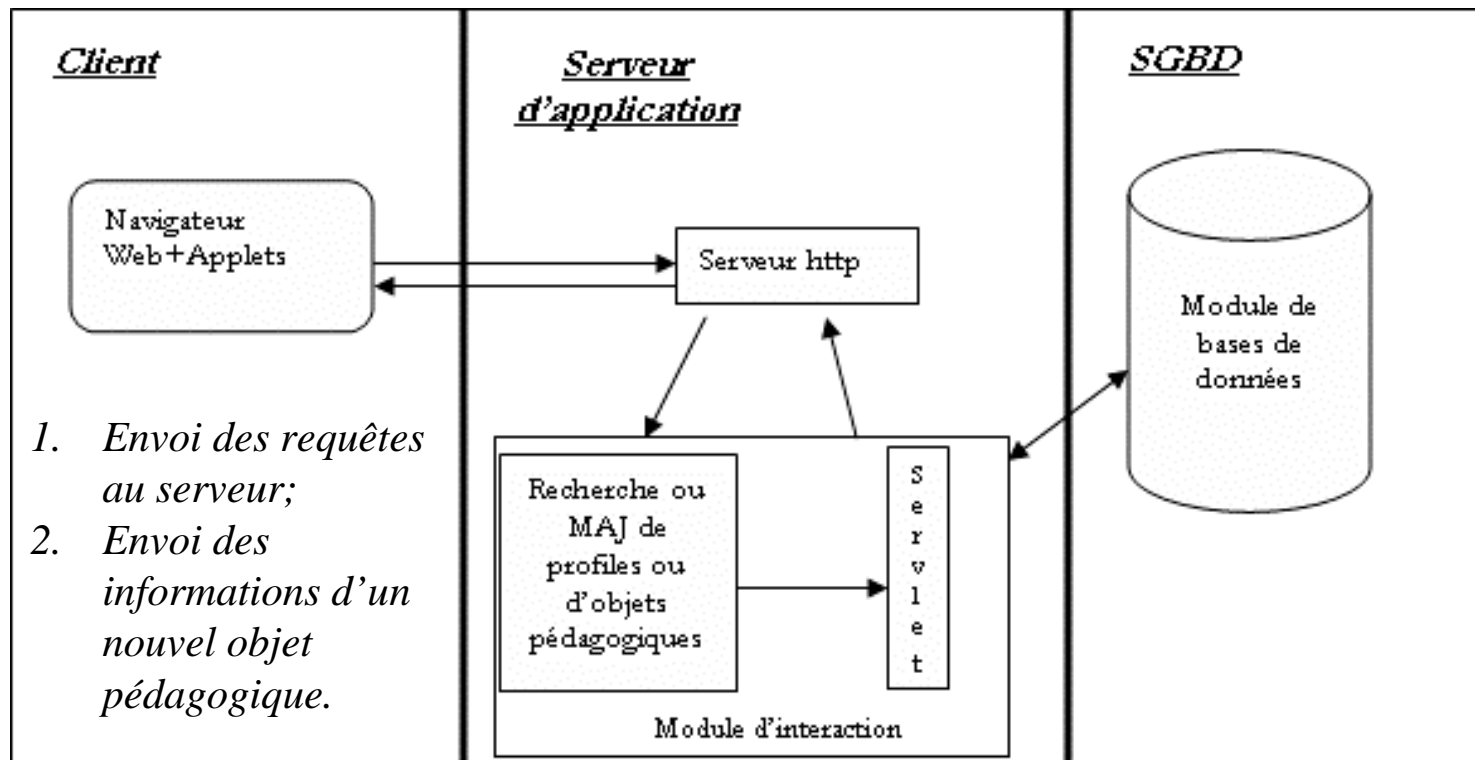 Client
Navigateur
Web+Applets
1. Envoi des requêtes
au serveur;
2. Envoi des
informations d'un
nouvel objet
pédagogique.
Serveur
d'application
Serveur http
Recherche ou
MAJ de
profiles ou
d'objets
pédagogiques
Servlet
Module d'interaction
SGBD
Module de
bases de
données